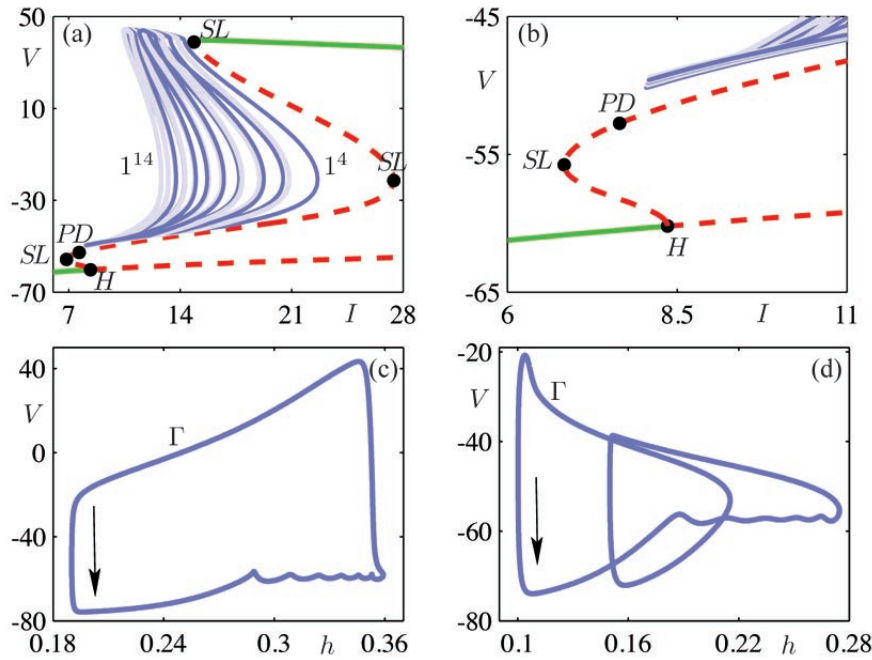 (a)
50
V
10
-30
-70
7
14
21
I
28
SL
SL
1^14
1^4
SL
PD
H
(b)
-45
V
-55
-65
6
8.5
I
11
PD
SL
H
(c)
40
V
0
-40
-80
0.18
0.24
0.3
h
0.36
Γ
(d)
-20
V
-40
-60
-80
0.1
0.16
0.22
h
0.28
Γ